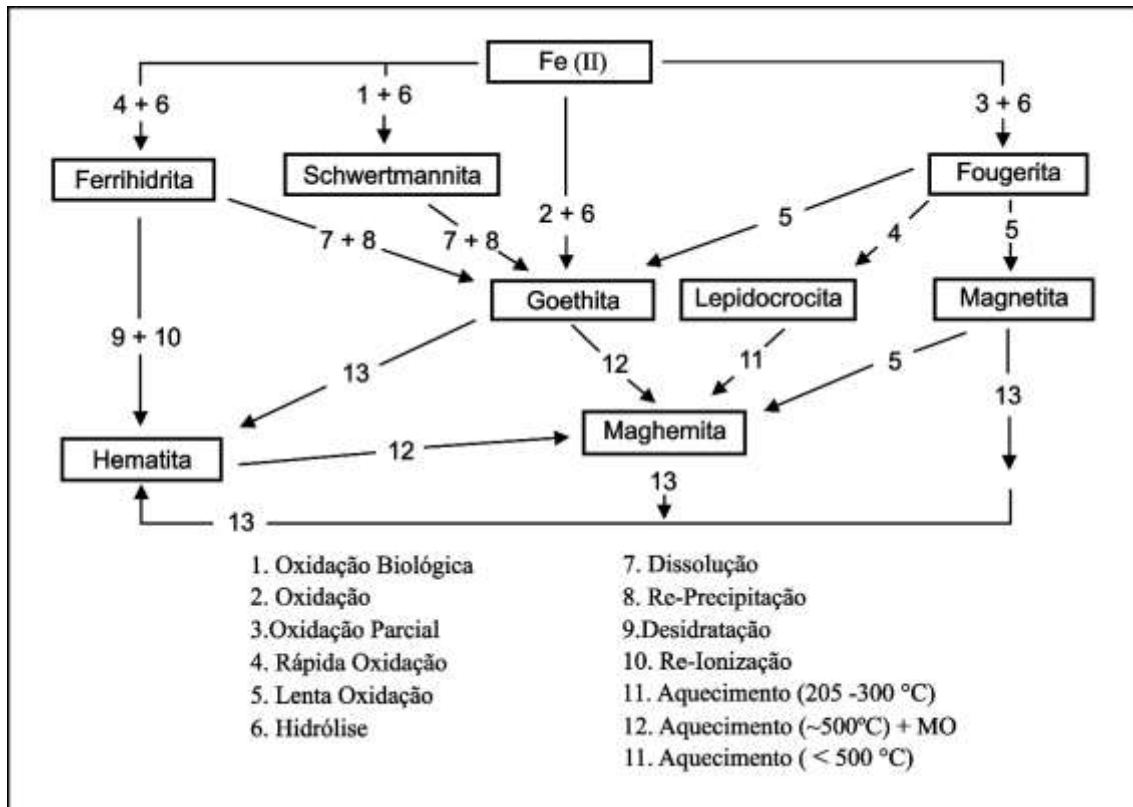 Fe (II)
4 + 6
1 + 6
3 + 6
Ferrihidrita
Schwertmannita
Fougerita
2 + 6
7 + 8
7 + 8
5
4
5
Goethita
Lepidocrocita
Magnetita
9 + 10
13
12
11
5
13
Hematita
12
Maghemita
13
13
1. Oxidação Biológica
2. Oxidação
3.Oxidação Parcial
4. Rápida Oxidação
5. Lenta Oxidação
6. Hidrólise
7. Dissolução
8. Re-Precipitação
9.Desidratação
10. Re-Ionização
11. Aquecimento (205 -300 °C)
12. Aquecimento (~500ºC) + MO
11. Aquecimento ( < 500 °C)